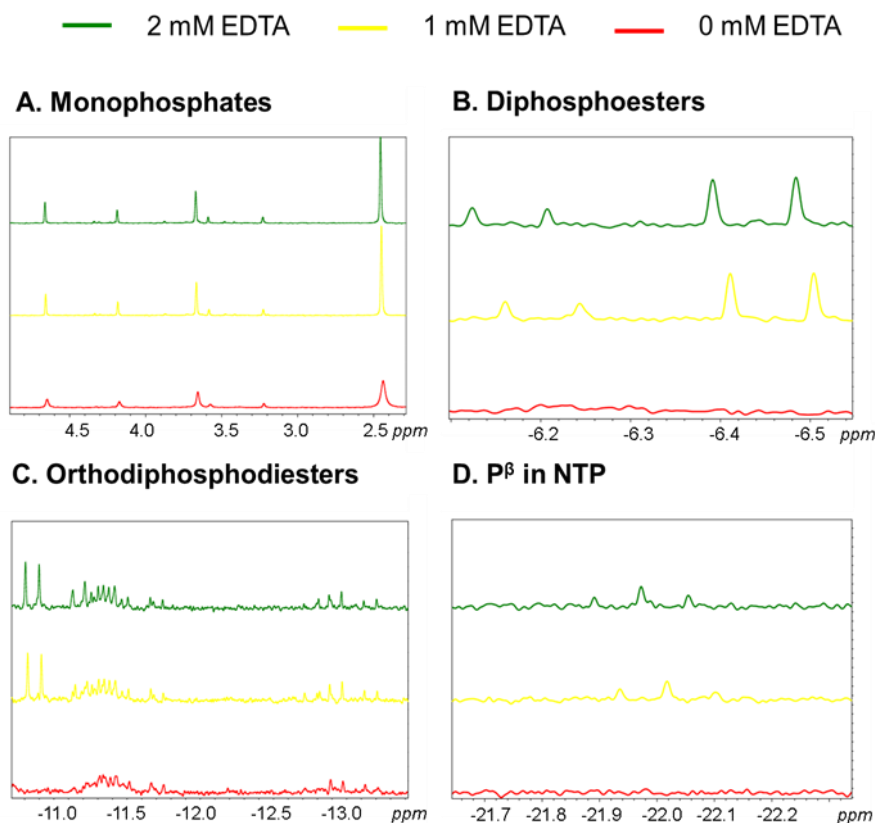 2 mM EDTA 1 mM EDTA 0 mM EDTA
A. Monophosphates
4.5 4.0 3.5 3.0 2.5 ppm
B. Diphosphoesters
-6.2 -6.3 -6.4 -6.5 ppm
C. Orthodiphosphodiesters
-11.0 -11.5 -12.0 -12.5 -13.0 ppm
D. Pᵝ in NTP
-21.7 -21.8 -21.9 -22.0 -22.1 -22.2 ppm